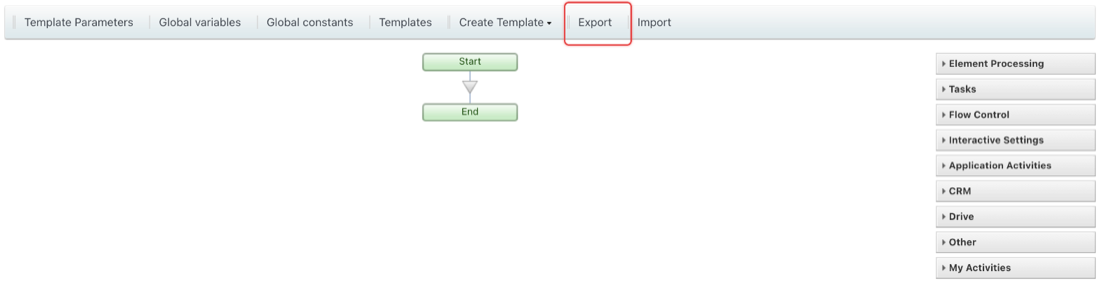 Template Parameters Global variables Global constants Templates Create Template Export Import
Start
End
Element Processing
Tasks
Flow Control
Interactive Settings
Application Activities
CRM
Drive
Other
My Activities